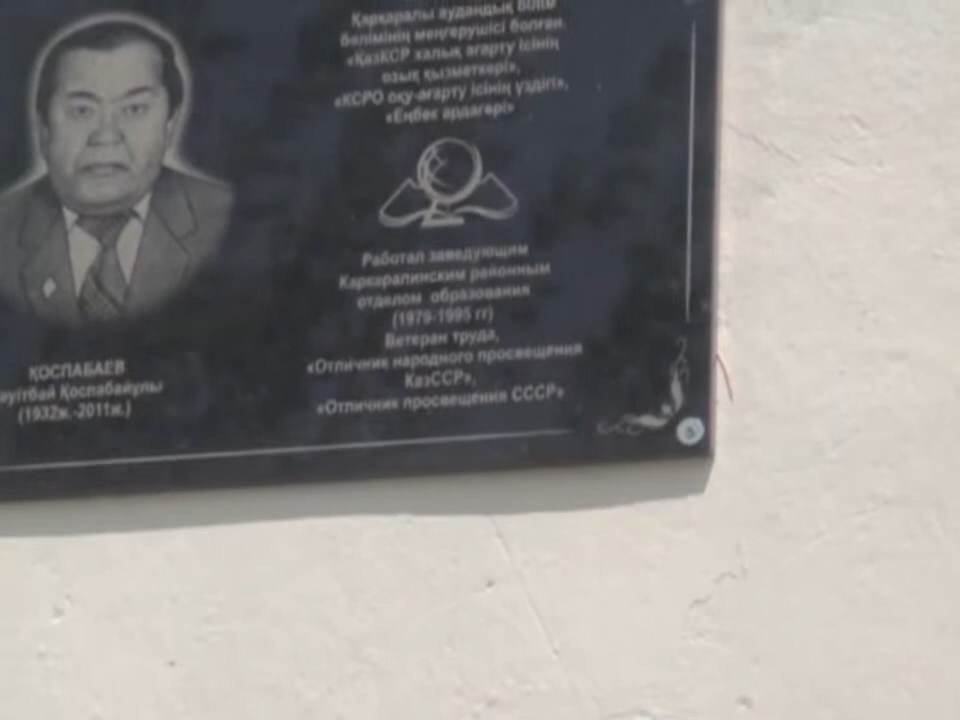 Қарқаралы аудандық білім
бөлімінің меңгерушісі болған.
«ҚазКСР халық ағарту ісінің
озық қызметкері»,
«КСРО оқу-ағарту ісінің үздігі»,
«Еңбек ардагері»
Работал заведующим
Каркаралинским районным
отделом образования
(1979-1995 гг)
Ветеран труда,
«Отличник народного просвещения
КазССР»,
«Отличник просвещения СССР»
ҚОСПАБАЕВ
Қоспабайұлы
(1932ж.-2011ж.)